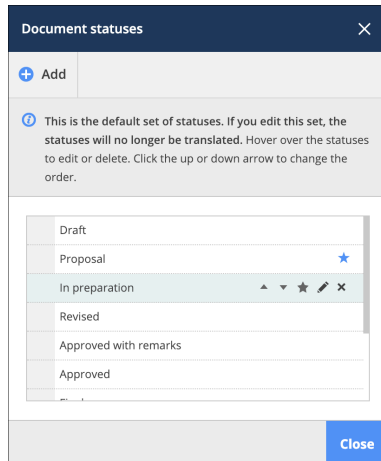 Document statuses
Add
This is the default set of statuses. If you edit this set, the
statuses will no longer be translated. Hover over the statuses
to edit or delete. Click the up or down arrow to change the
order.
Draft
Proposal
In preparation
Revised
Approved with remarks
Approved
Close